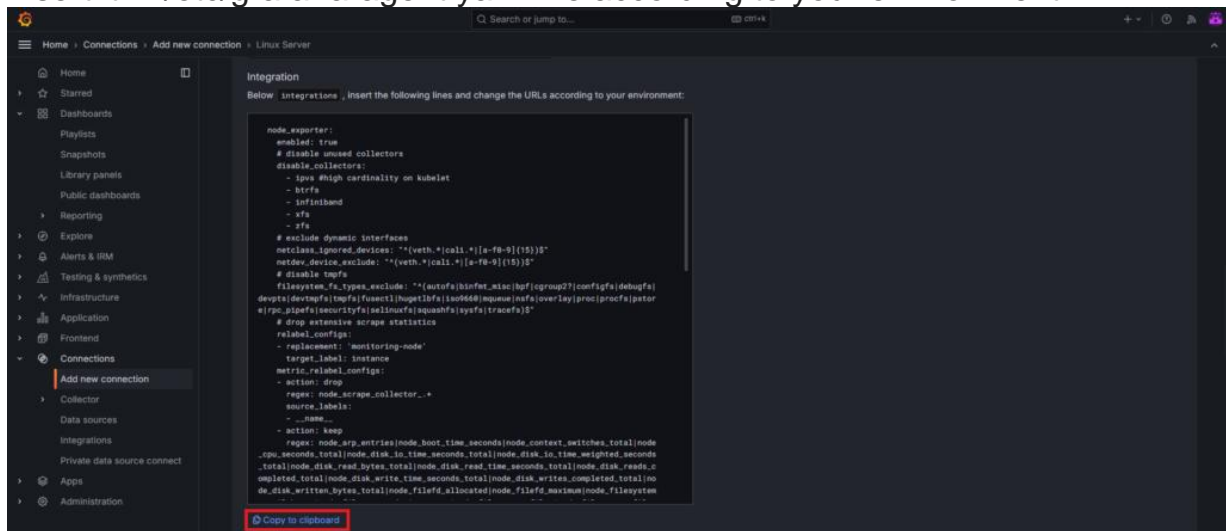 Search or jump to...
ctrl+k
Home › Connections › Add new connection › Linux Server
Home
Starred
Dashboards
Playlists
Snapshots
Library panels
Public dashboards
Reporting
Explore
Alerts & IRM
Testing & synthetics
Infrastructure
Application
Frontend
Connections
Add new connection
Collector
Data sources
Integrations
Private data source connect
Apps
Administration
Integration
Below integrations , insert the following lines and change the URLs according to your environment:
node_exporter:
enabled: true
# disable unused collectors
disable_collectors:
- ipvs #high cardinality on kubelet
- btrfs
- infiniband
- xfs
- zfs
# exclude dynamic interfaces
netclass_ignored_devices: "^(veth.*|cali.*|[a-f0-9]{15})$"
netdev_device_exclude: "^(veth.*|cali.*|[a-f0-9]{15})$"
# disable tmpfs
filesystem_fs_types_exclude: "^(autofs|binfmt_misc|bpf|cgroup2?|configfs|debugfs|
devpts|devtmpfs|tmpfs|fusectl|hugetlbfs|iso9660|mqueue|nsfs|overlay|proc|procfs|pstor
e|rpc_pipefs|securityfs|selinuxfs|squashfs|sysfs|tracefs)$"
# drop extensive scrape statistics
relabel_configs:
- replacement: 'monitoring-node'
target_label: instance
metric_relabel_configs:
- action: drop
regex: node_scrape_collector_.+
source_labels:
- __name__
- action: keep
regex: node_arp_entries|node_boot_time_seconds|node_context_switches_total|node
_cpu_seconds_total|node_disk_io_time_seconds_total|node_disk_io_time_weighted_seconds
_total|node_disk_read_bytes_total|node_disk_read_time_seconds_total|node_disk_reads_c
ompleted_total|node_disk_write_time_seconds_total|node_disk_writes_completed_total|no
de_disk_written_bytes_total|node_filefd_allocated|node_filefd_maximum|node_filesystem
Copy to clipboard